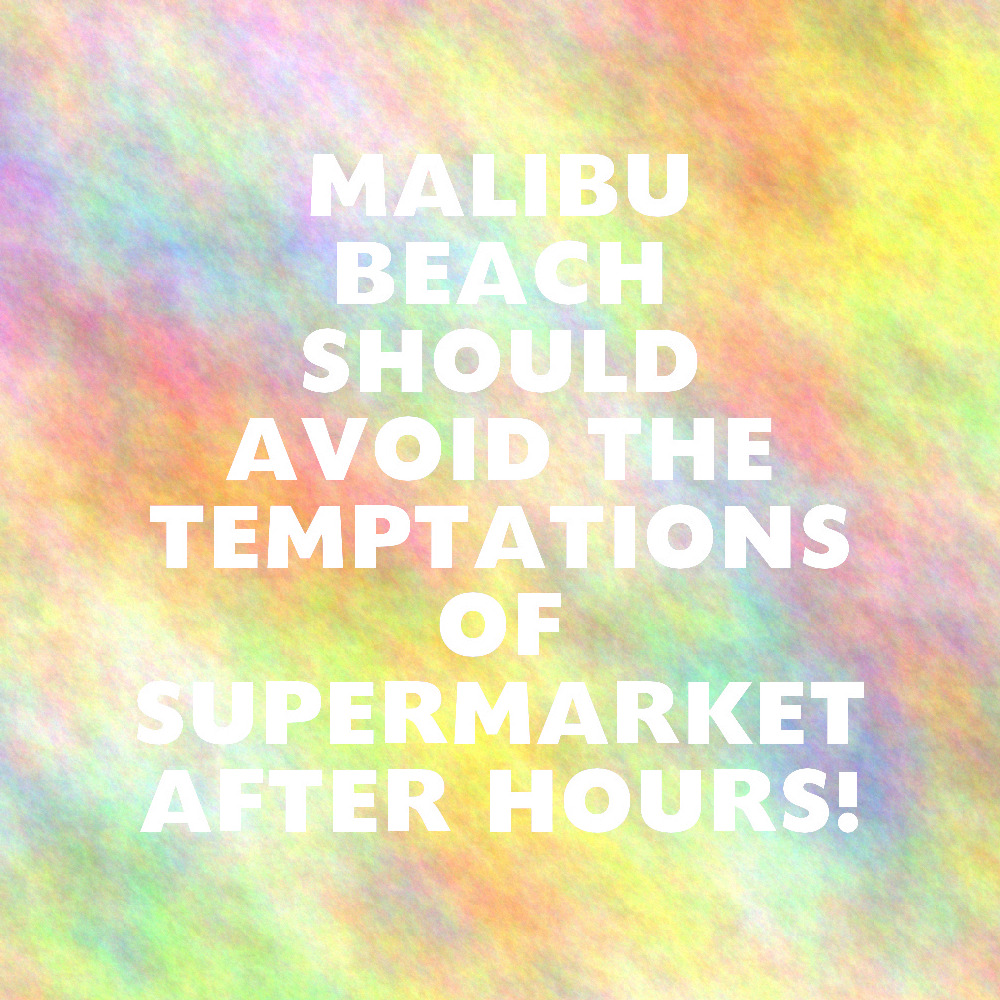 MALIBU
BEACH
SHOULD
AVOID THE
TEMPTATIONS
OF
SUPERMARKET
AFTER HOURS!